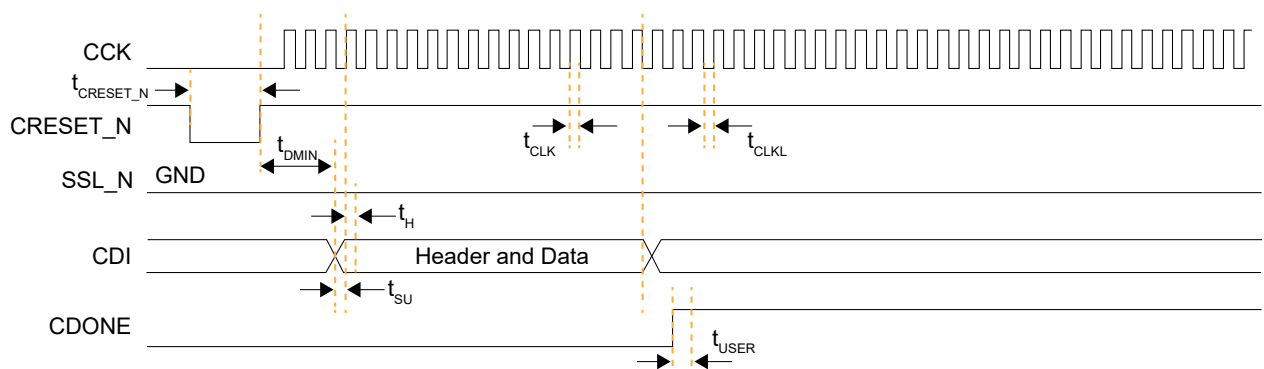 CCK
tCRESET_N
CRESET_N
tCLK
tCLKL
tDMIN
SSL_N
GND
tH
CDI
Header and Data
tSU
CDONE
tUSER